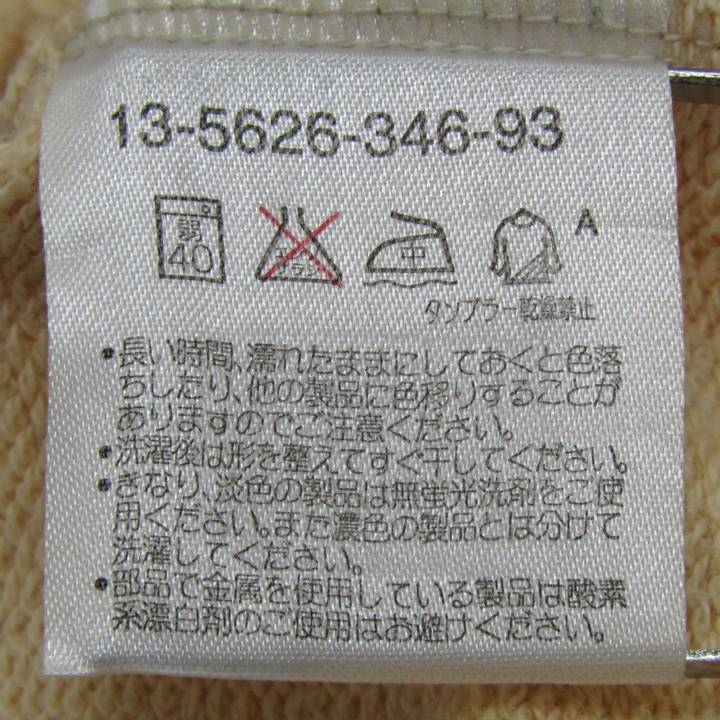 13-5626-346-93
弱
40
エンソ
サラシ
中
A
タンブラー乾燥禁止
・長い時間、濡れたままにしておくと色落
ちしたり、他の製品に色移りすることが
ありますのでご注意ください。
・洗濯後は形を整えてすぐ干してください。
・きなり、淡色の製品は無蛍光洗剤をご使
用ください。また濃色の製品とは分けて
洗濯してください。
・部品で金属を使用している製品は酸素
系漂白剤のご使用はお避けください。